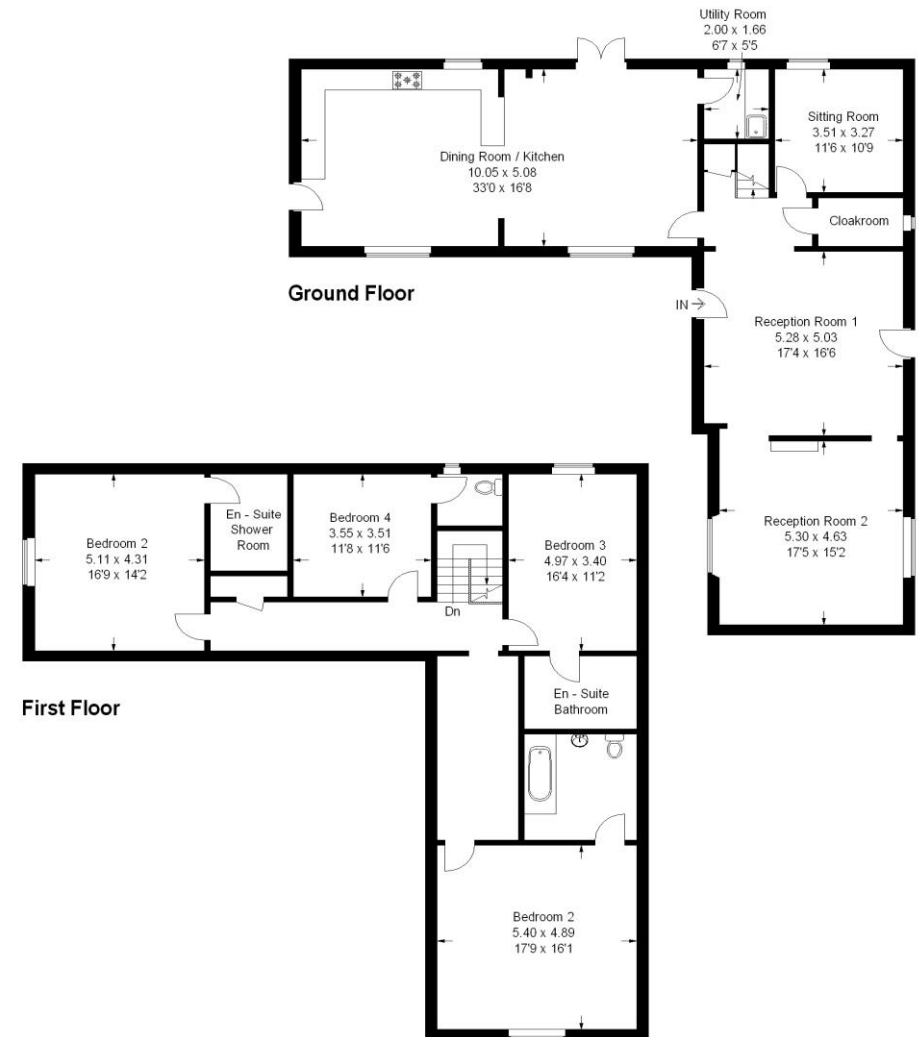 Utility Room
2.00 x 1.66
6'7 x 5'5
Sitting Room
3.51 x 3.27
11'6 x 10'9
Dining Room / Kitchen
10.05 x 5.08
33'0 x 16'8
Cloakroom
Ground Floor
IN
Reception Room 1
5.28 x 5.03
17'4 x 16'6
Reception Room 2
5.30 x 4.63
17'5 x 15'2
Bedroom 2
5.11 x 4.31
16'9 x 14'2
En - Suite
Shower
Room
Bedroom 4
3.55 x 3.51
11'8 x 11'6
Bedroom 3
4.97 x 3.40
16'4 x 11'2
Dn
En - Suite
Bathroom
First Floor
Bedroom 2
5.40 x 4.89
17'9 x 16'1